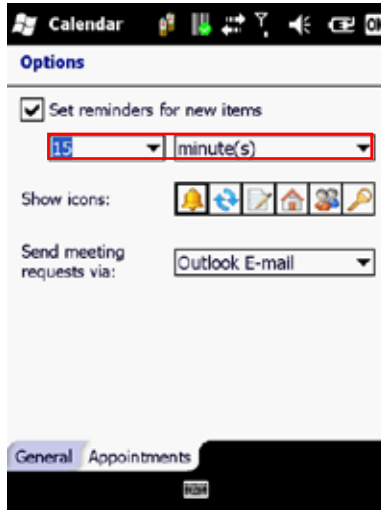 Calendar
Options
Set reminders for new items
15 minute(s)
Show icons:
Send meeting
requests via:
Outlook E-mail
General Appointments